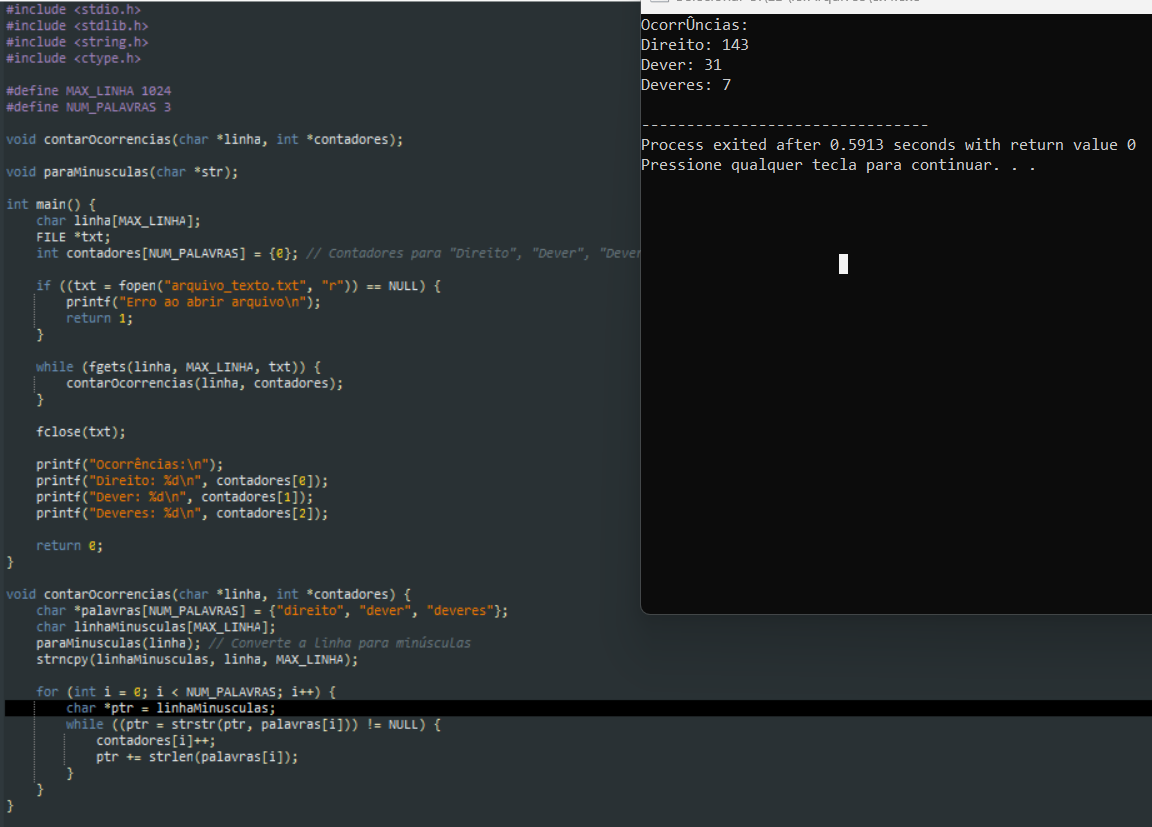 #include <stdio.h>
#include <stdlib.h>
#include <string.h>
#include <ctype.h>

#define MAX_LINHA 1024
#define NUM_PALAVRAS 3

void contarOcorrencias(char *linha, int *contadores);

void paraMinusculas(char *str);

int main() {
    char linha[MAX_LINHA];
    FILE *txt;
    int contadores[NUM_PALAVRAS] = {0}; // Contadores para "Direito", "Dever", "Dever

    if ((txt = fopen("arquivo_texto.txt", "r")) == NULL) {
        printf("Erro ao abrir arquivo\n");
        return 1;
    }

    while (fgets(linha, MAX_LINHA, txt)) {
        contarOcorrencias(linha, contadores);
    }

    fclose(txt);

    printf("Ocorrências:\n");
    printf("Direito: %d\n", contadores[0]);
    printf("Dever: %d\n", contadores[1]);
    printf("Deveres: %d\n", contadores[2]);

    return 0;
}

void contarOcorrencias(char *linha, int *contadores) {
    char *palavras[NUM_PALAVRAS] = {"direito", "dever", "deveres"};
    char linhaMinusculas[MAX_LINHA];
    paraMinusculas(linha); // Converte a linha para minúsculas
    strncpy(linhaMinusculas, linha, MAX_LINHA);

    for (int i = 0; i < NUM_PALAVRAS; i++) {
        char *ptr = linhaMinusculas;
        while ((ptr = strstr(ptr, palavras[i])) != NULL) {
            contadores[i]++;
            ptr += strlen(palavras[i]);
        }
    }
}
OcorrÛncias:
Direito: 143
Dever: 31
Deveres: 7

--------------------------------
Process exited after 0.5913 seconds with return value 0
Pressione qualquer tecla para continuar. . .